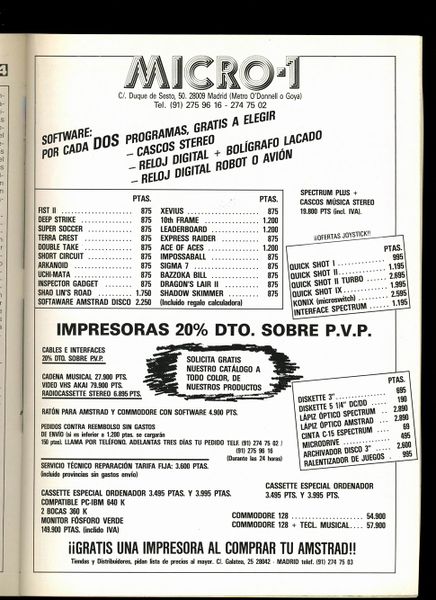 MICRO-1
C/. Duque de Sesto, 50. 28009 Madrid (Metro O'Donnell o Goya)
Tel. (91) 275 96 16 - 274 75 02
SOFTWARE:
POR CADA DOS PROGRAMAS, GRATIS A ELEGIR
– CASCOS STEREO
– RELOJ DIGITAL + BOLÍGRAFO LACADO
– RELOJ DIGITAL ROBOT O AVIÓN
PTAS.
FIST II 875
DEEP STRIKE 875
SUPER SOCCER 875
TERRA CREST 875
DOUBLE TAKE 875
SHORT CIRCUIT 875
ARKANOID 875
UCHI-MATA 875
INSPECTOR GADGET 875
SHAO LIN'S ROAD 1.750
SOFTWARE AMSTRAD DISCO 2.250
PTAS.
XEVIUS 875
10th FRAME 1.200
LEADERBOARD 1.200
EXPRESS RAIDER 875
ACE OF ACES 1.200
IMPOSSABALL 875
SIGMA 7 875
BAZZOKA BILL 875
DRAGON'S LAIR II 875
SHADOW SKIMMER 875
(Incluido regalo calculadora)
SPECTRUM PLUS +
CASCOS MÚSICA STEREO
19.800 PTS (incl. IVA).
¡¡OFERTAS JOYSTICK!!
PTAS.
QUICK SHOT I 995
QUICK SHOT II 1.195
QUICK SHOT II TURBO 2.695
QUICK SHOT IX 1.995
KONIX (microswitch) 2.595
INTERFACE SPECTRUM 1.195
IMPRESORAS 20% DTO. SOBRE P.V.P.
CABLES E INTERFACES
20% DTO. SOBRE P.V.P.
CADENA MUSICAL 27.900 PTS.
VIDEO VHS AKAI 79.900 PTS.
RADIOCASSETTE STEREO 6.895 PTS.
SOLICITA GRATIS
NUESTRO CATÁLOGO A
TODO COLOR, DE
NUESTROS PRODUCTOS
PTAS.
DISKETTE 3" 695
DISKETTE 5 1/4" DC/DD 190
LÁPIZ ÓPTICO SPECTRUM 2.890
LÁPIZ ÓPTICO AMSTRAD 2.890
CINTA C-15 ESPECTRUM 69
MICRODRIVE 495
ARCHIVADOR DISCO 3" 2.600
RALENTIZADOR DE JUEGOS 995
RATÓN PARA AMSTRAD Y COMMODORE CON SOFTWARE 4.900 PTS.
PEDIDOS CONTRA REEMBOLSO SIN GASTOS
DE ENVÍO (si es inferior a 1.200 ptas. se cargarán
150 ptas). LLAMA POR TELÉFONO. ADELANTAS TRES DÍAS TU PEDIDO TELF. (91) 274 75 02 /
(91) 275 96 16
(Durante las 24 horas)
SERVICIO TÉCNICO REPARACIÓN TARIFA FIJA: 3.600 PTAS.
(incluido provincias sin gastos envío)
CASSETTE ESPECIAL ORDENADOR 3.495 PTAS. Y 3.995 PTAS.
COMPATIBLE PC-IBM 640 K
2 BOCAS 360 K
MONITOR FÓSFORO VERDE
149.900 PTAS. (inclido IVA)
CASSETTE ESPECIAL ORDENADOR
3.495 PTS. Y 3.995 PTS.
COMMODORE 128 54.900
COMMODORE 128 + TECL. MUSICAL 57.900
¡¡GRATIS UNA IMPRESORA AL COMPRAR TU AMSTRAD!!
Tiendas y Distribuidores, pidan lista de precios al mayor. C/. Galatea, 25 28042 - MADRID telef. (91) 274 75 03